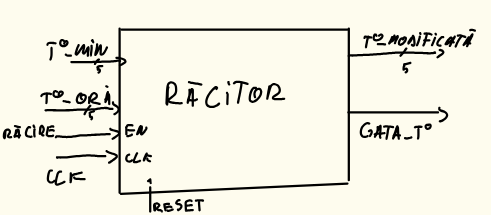 T°_MIN
5
T°_ORĂ
5
RĂCIRE
CLK
EN
CLK
RĂCITOR
RESET
T°_MODIFICATĂ
5
GATA_T°